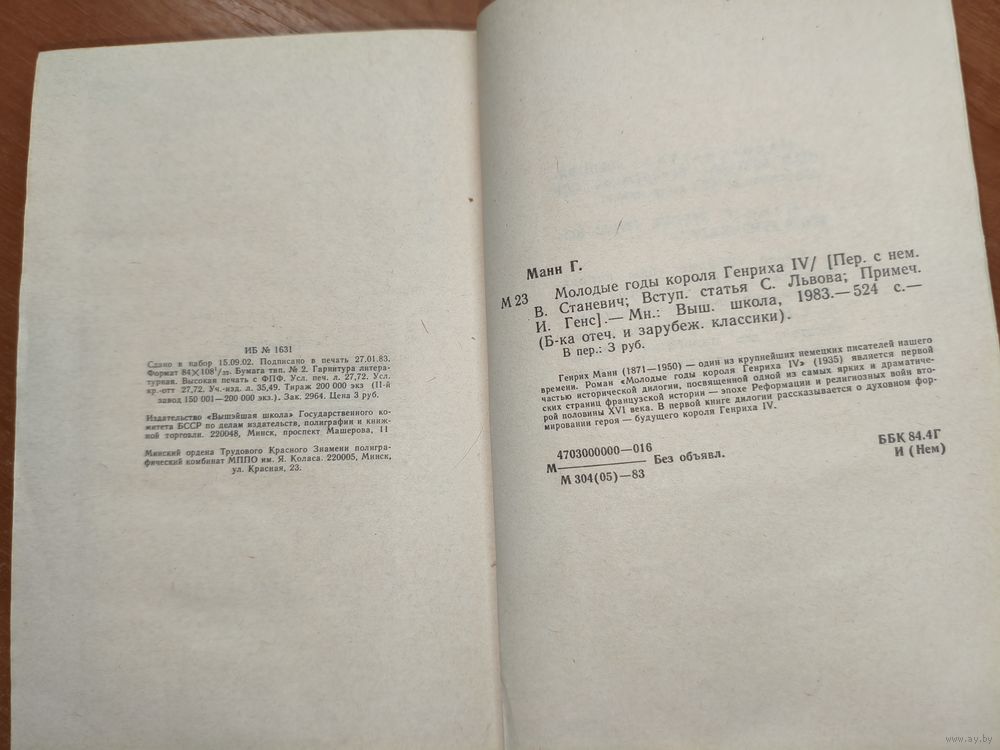 ИБ № 1631
Сдано в набор 15.09.02. Подписано в печать 27.01.83.
Формат 84×108¹/₃₂. Бумага тип. № 2. Гарнитура литера-
турная. Высокая печать с ФПФ. Усл. печ. л. 27,72. Усл.
кр.-отт 27,72. Уч.-изд. л. 35,49. Тираж 200 000 экз (II-й
завод 150 001—200 000 экз.). Зак. 2964. Цена 3 руб.
Издательство «Вышэйшая школа» Государственного ко-
митета БССР по делам издательств, полиграфии и книж-
ной торговли. 220048, Минск, проспект Машерова, 11
Минский ордена Трудового Красного Знамени полигра-
фический комбинат МППО им. Я. Коласа. 220005, Минск,
ул. Красная, 23.
Манн Г.
М 23 Молодые годы короля Генриха IV/ [Пер. с нем.
В. Станевич; Вступ. статья С. Львова; Примеч.
И. Генс].— Мн.: Выш. школа, 1983.— 524 с.—
(Б-ка отеч. и зарубеж. классики).
В пер.: 3 руб.
Генрих Манн (1871—1950) — один из крупнейших немецких писателей нашего
времени. Роман «Молодые годы короля Генриха IV» (1935) является первой
частью исторической дилогии, посвященной одной из самых ярких и драматиче-
ских страниц французской истории — эпохе Реформации и религиозных войн вто-
рой половины XVI века. В первой книге дилогии рассказывается о духовном фор-
мировании героя — будущего короля Генриха IV.
4703000000—016
М Без объявл.
М 304(05)—83
ББК 84.4Г
И (Нем)
www.ay.by